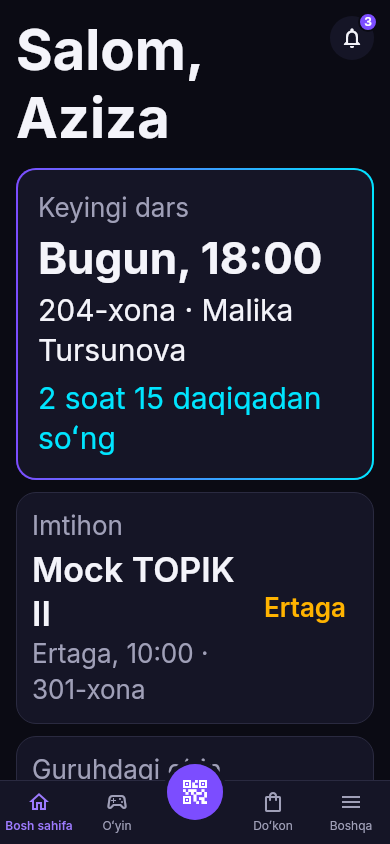 Salom,
Aziza
3
Keyingi dars
Bugun, 18:00
204-xona · Malika
Tursunova
2 soat 15 daqiqadan
soʻng
Imtihon
Mock TOPIK
II
Ertaga
Ertaga, 10:00 ·
301-xona
Guruhdagi
Bosh sahifa
Oʻyin
Doʻkon
Boshqa